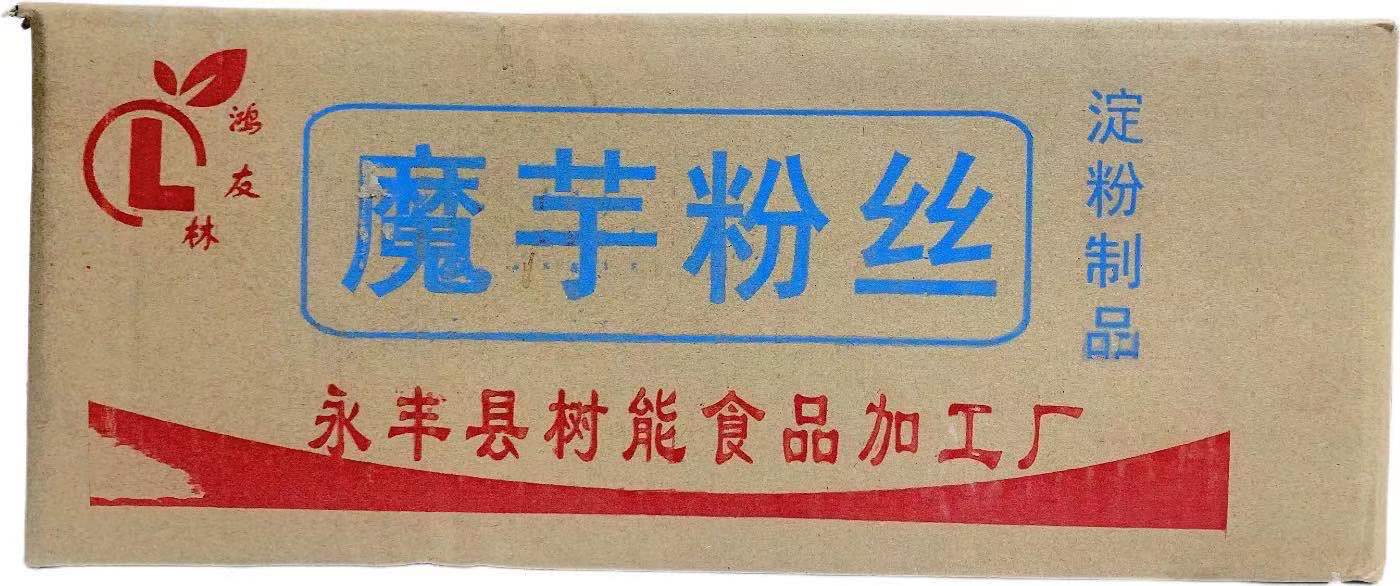 L
鸿友林
魔芋粉丝
淀粉制品
永丰县树能食品加工厂